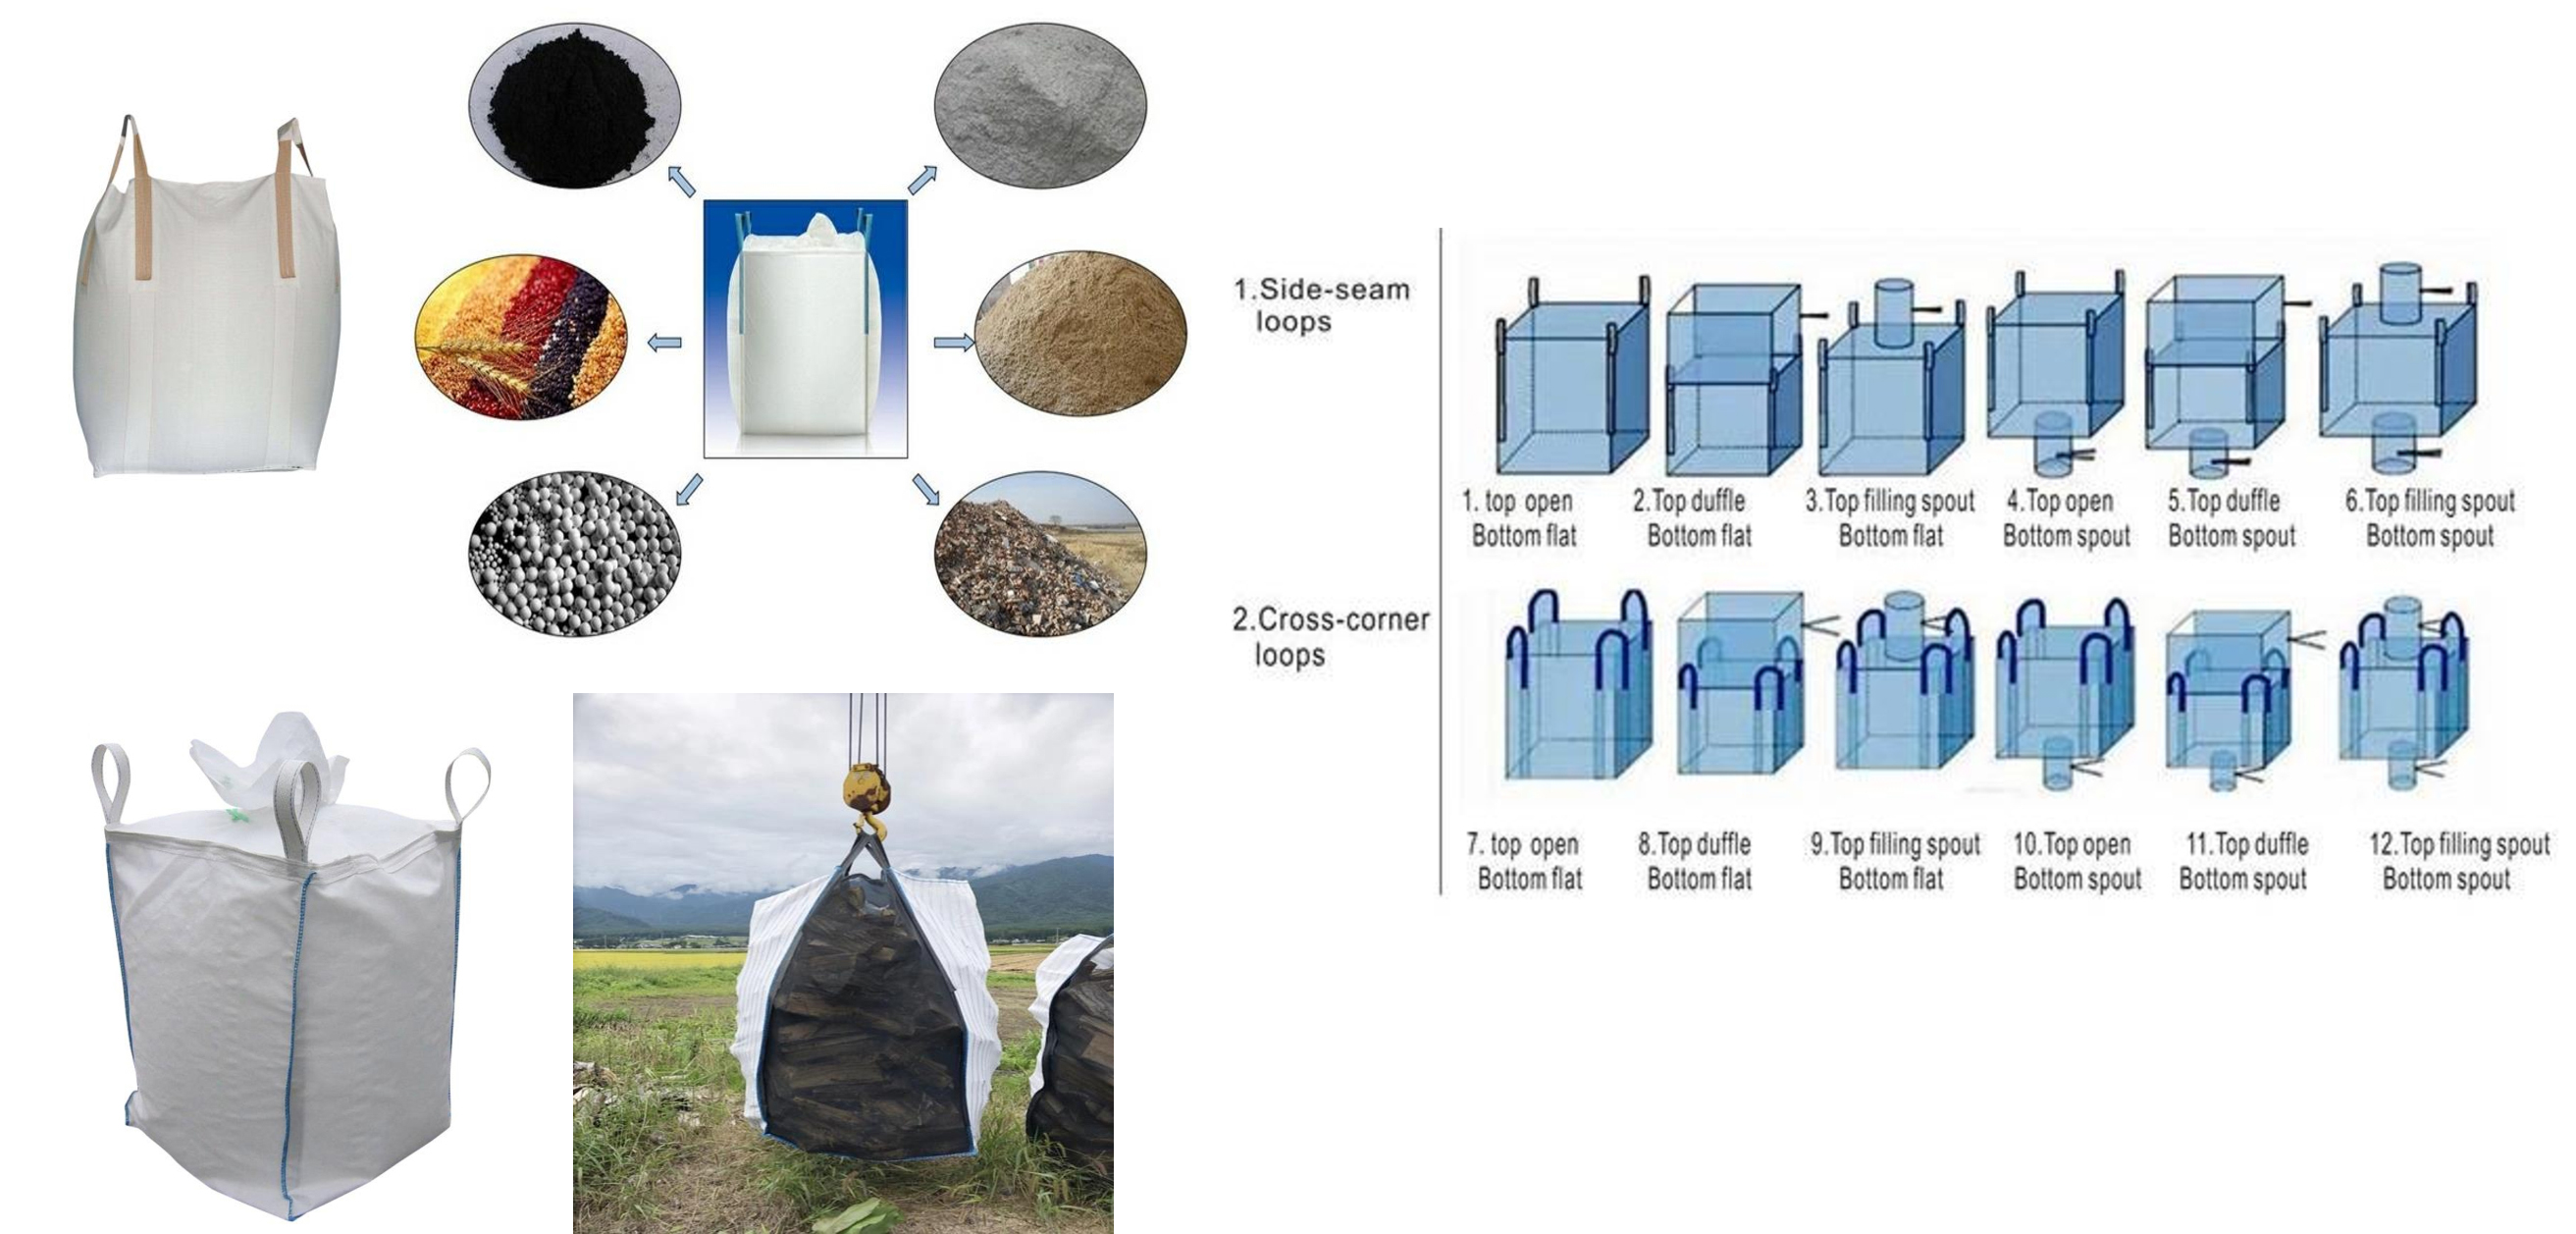 1.Side-seam
loops
1. top open
Bottom flat
2.Top duffle
Bottom flat
3.Top filling spout
Bottom flat
4.Top open
Bottom spout
5.Top duffle
Bottom spout
6.Top filling spout
Bottom spout
2.Cross-corner
loops
7. top open
Bottom flat
8.Top duffle
Bottom flat
9.Top filling spout
Bottom flat
10.Top open
Bottom spout
11.Top duffle
Bottom spout
12.Top filling spout
Bottom spout